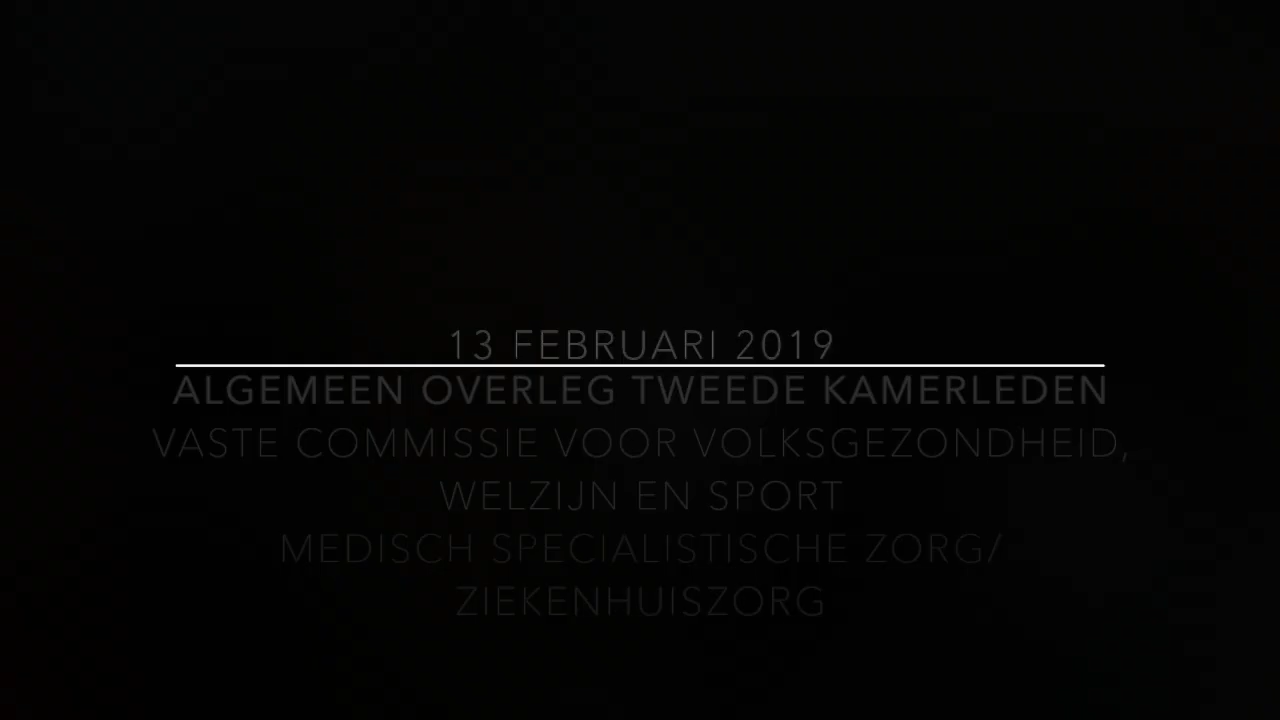 13 FEBRUARI 2019
ALGEMEEN OVERLEG TWEEDE KAMERLEDEN
VASTE COMMISSIE VOOR VOLKSGEZONDHEID,
WELZIJN EN SPORT
MEDISCH SPECIALISTISCHE ZORG/
ZIEKENHUISZORG